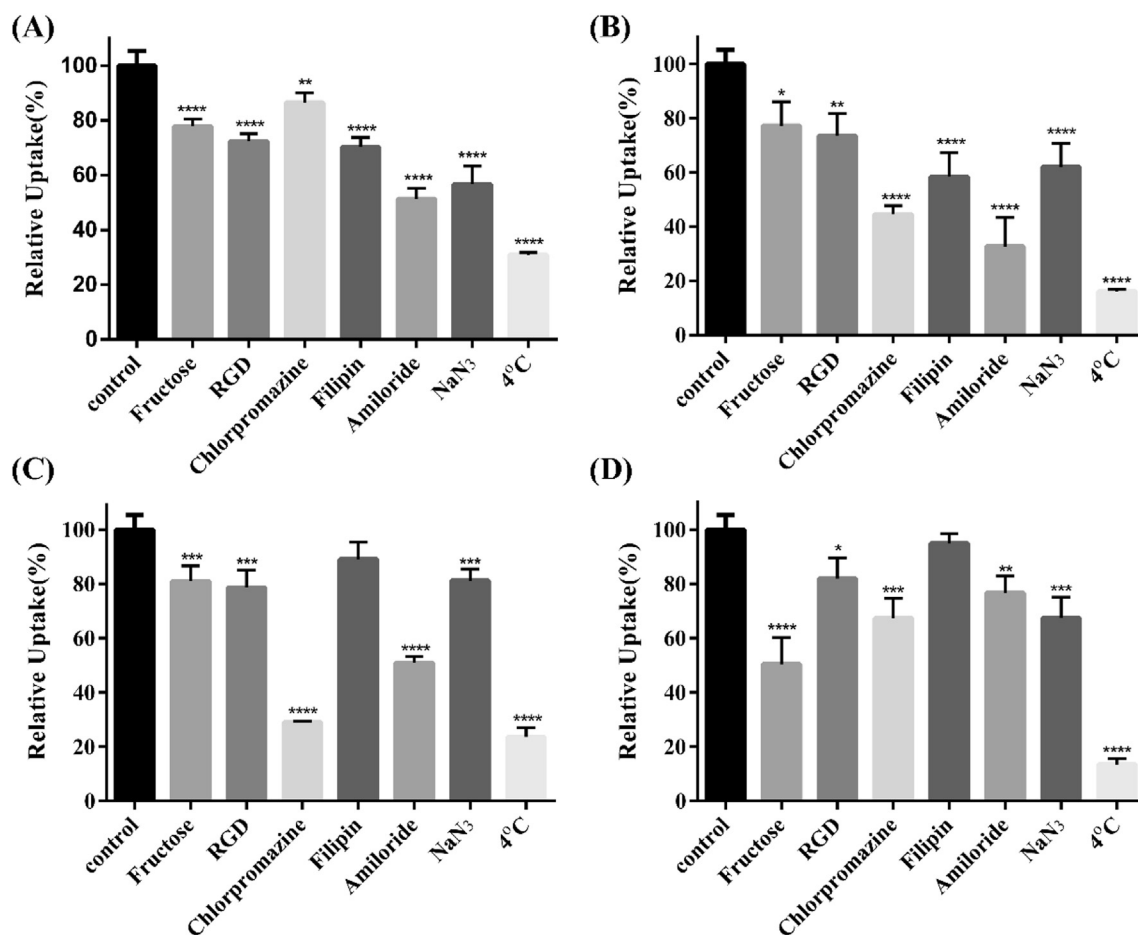 (A)
Relative Uptake(%)
100
80
60
40
20
0
****
****
**
****
****
****
****
control
Fructose
RGD
Chlorpromazine
Filipin
Amiloride
NaN3
4°C
(B)
Relative Uptake(%)
100
80
60
40
20
0
*
**
****
****
****
****
****
control
Fructose
RGD
Chlorpromazine
Filipin
Amiloride
NaN3
4°C
(C)
Relative Uptake(%)
100
80
60
40
20
0
***
***
****
****
***
****
control
Fructose
RGD
Chlorpromazine
Filipin
Amiloride
NaN3
4°C
(D)
Relative Uptake(%)
100
80
60
40
20
0
****
*
***
**
***
****
control
Fructose
RGD
Chlorpromazine
Filipin
Amiloride
NaN3
4°C